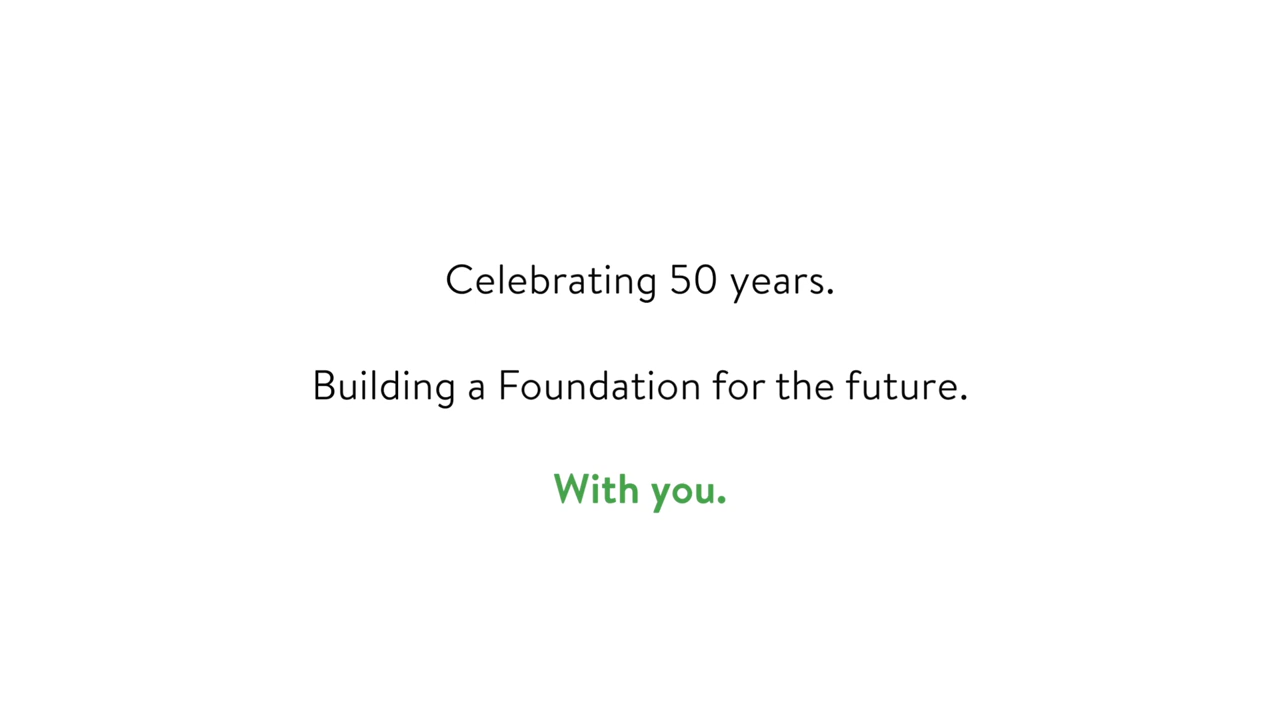 Celebrating 50 years.
Building a Foundation for the future.
With you.